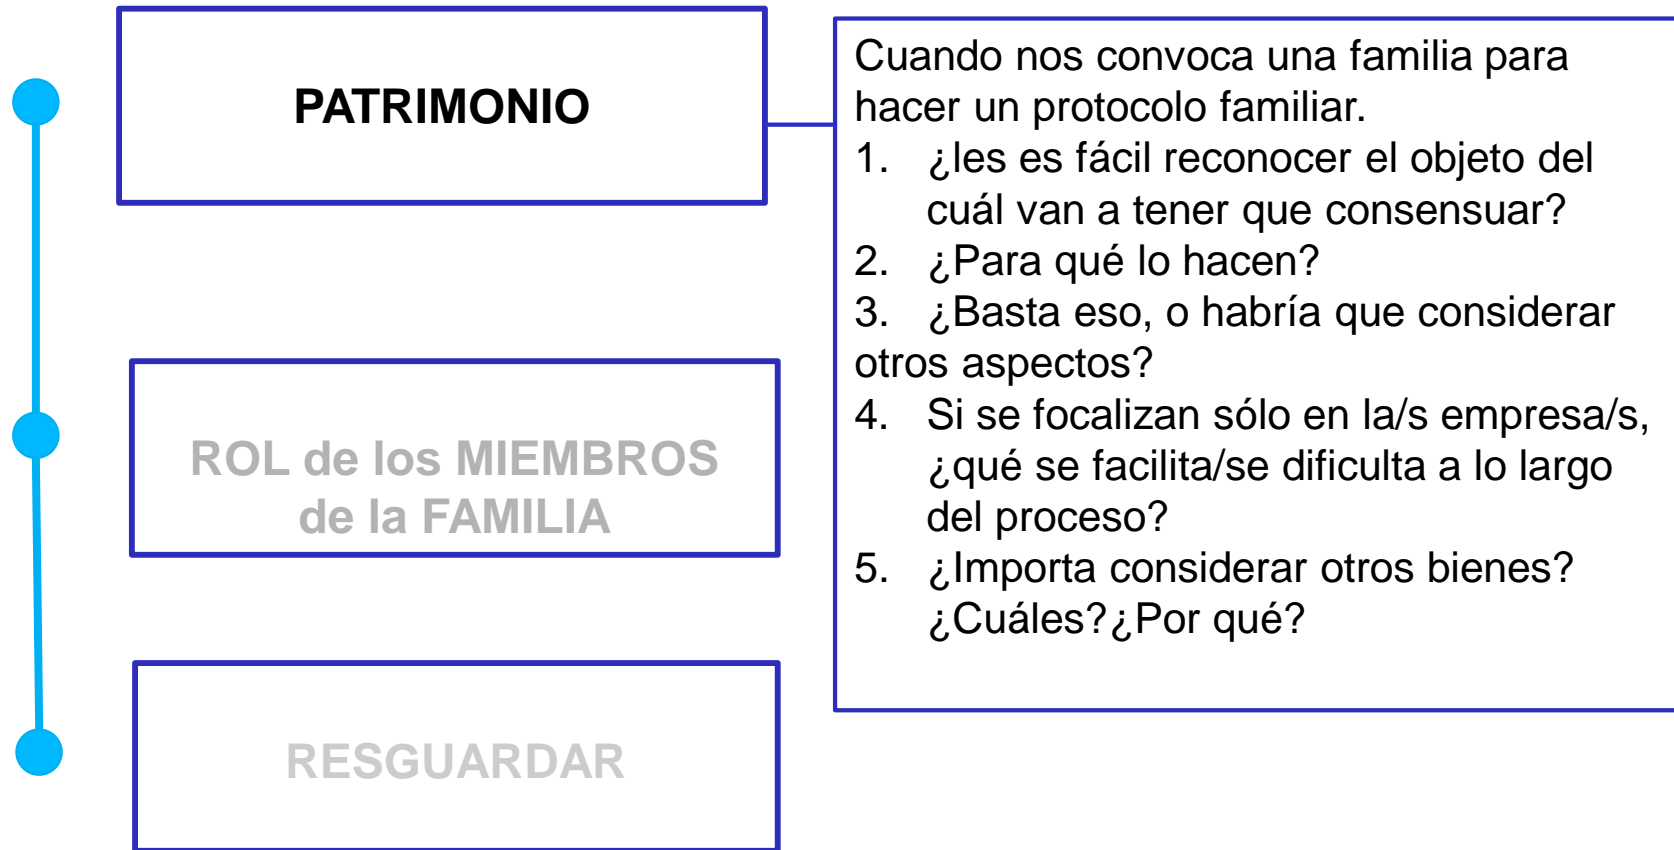 PATRIMONIO
Cuando nos convoca una familia para
hacer un protocolo familiar.
1. ¿les es fácil reconocer el objeto del
cuál van a tener que consensuar?
2. ¿Para qué lo hacen?
3. ¿Basta eso, o habría que considerar
otros aspectos?
4. Si se focalizan sólo en la/s empresa/s,
¿qué se facilita/se dificulta a lo largo
del proceso?
5. ¿Importa considerar otros bienes?
¿Cuáles?¿Por qué?
ROL de los MIEMBROS
de la FAMILIA
RESGUARDAR